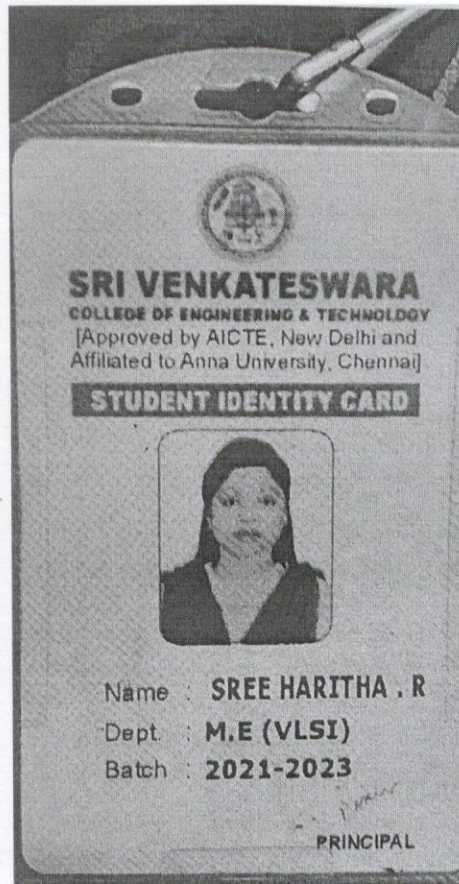 SRI VENKATESWARA
COLLEGE OF ENGINEERING & TECHNOLOGY
[Approved by AICTE, New Delhi and
Affiliated to Anna University, Chennai]
STUDENT IDENTITY CARD
Name : SREE HARITHA . R
Dept. : M.E (VLSI)
Batch : 2021-2023
PRINCIPAL